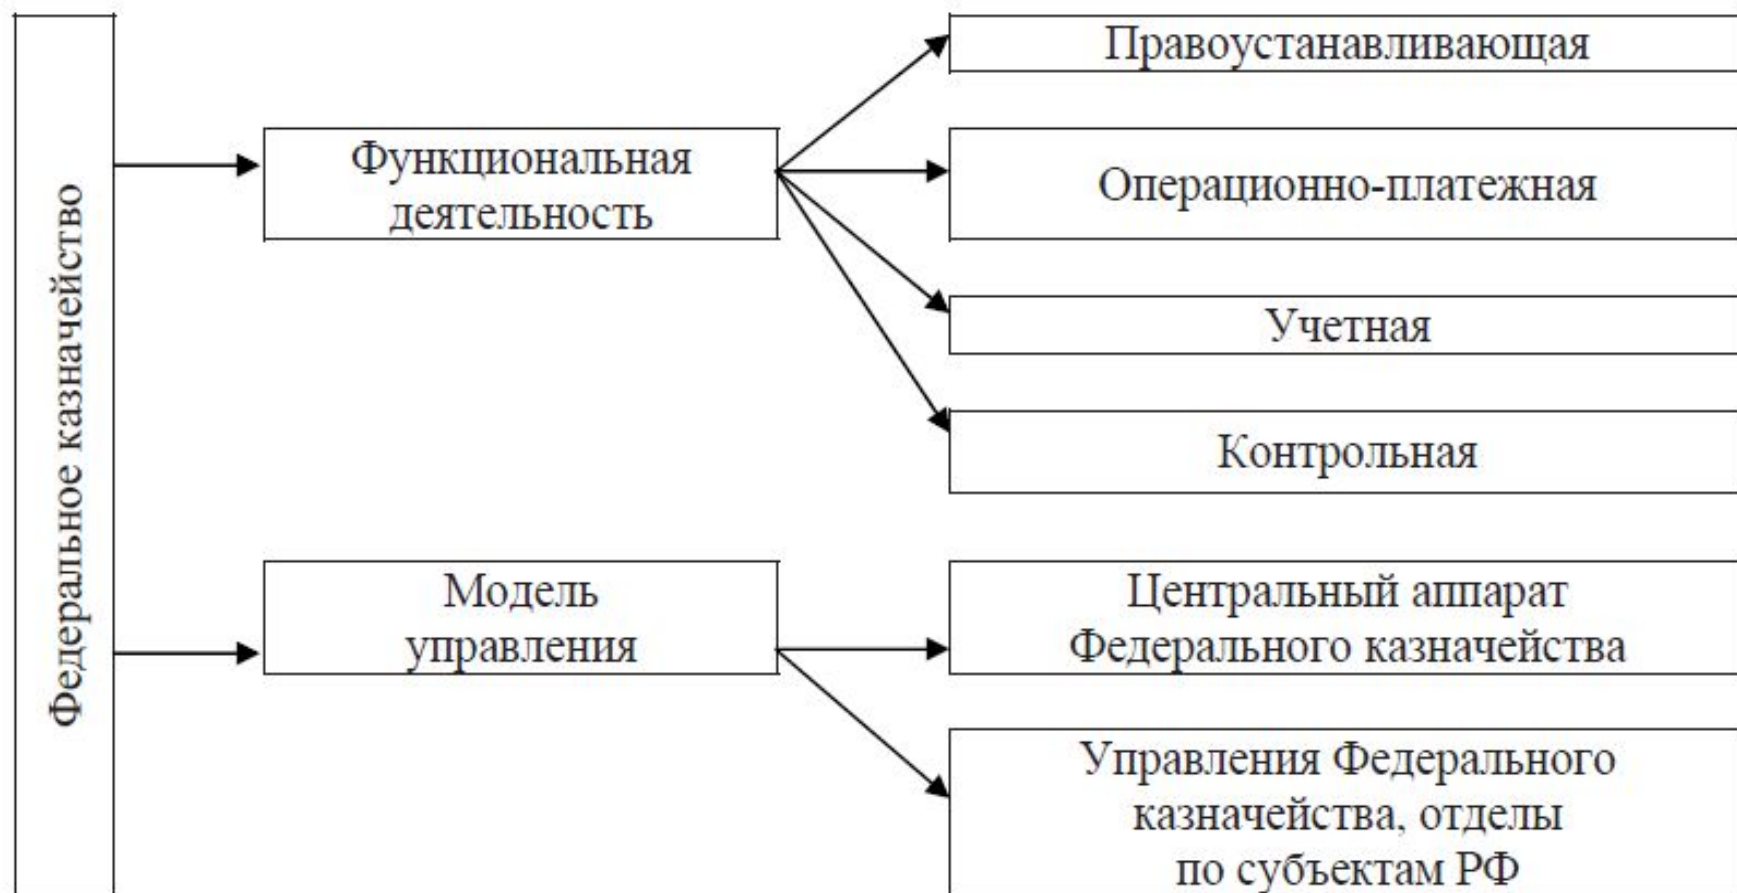 Федеральное казначейство
Функциональная
деятельность
Правоустанавливающая
Операционно-платежная
Учетная
Контрольная
Модель
управления
Центральный аппарат
Федерального казначейства
Управления Федерального
казначейства, отделы
по субъектам РФ